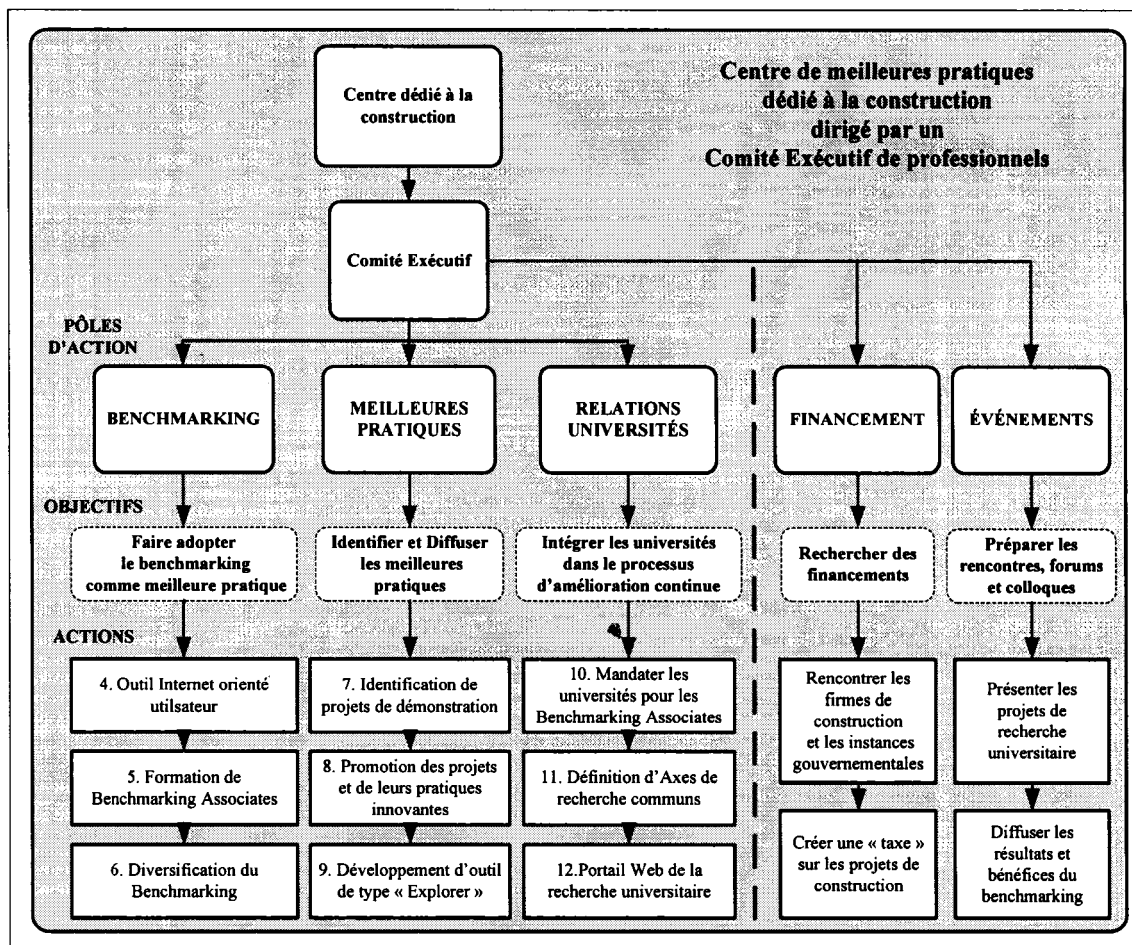 Centre de meilleures pratiques
dédié à la construction
dirigé par un
Comité Exécutif de professionnels
Centre dédié à la
construction
Comité Exécutif
PÔLES
D'ACTION
BENCHMARKING
MEILLEURES
PRATIQUES
RELATIONS
UNIVERSITÉS
FINANCEMENT
ÉVÉNEMENTS
OBJECTIFS
Faire adopter
le benchmarking
comme meilleure pratique
Identifier et Diffuser
les meilleures
pratiques
Intégrer les universités
dans le processus
d'amélioration continue
Rechercher des
financements
Préparer les
rencontres, forums
et colloques
ACTIONS
4. Outil Internet orienté
utilsateur
5. Formation de
Benchmarking Associates
6. Diversification du
Benchmarking
7. Identification de
projets de démonstration
8. Promotion des projets
et de leurs pratiques
innovantes
9. Développement d'outil
de type « Explorer »
10. Mandater les
universités pour les
Benchmarking Associates
11. Définition d'Axes de
recherche communs
12.Portail Web de la
recherche universitaire
Rencontrer les
firmes de
construction
et les instances
gouvernementales
Créer une « taxe »
sur les projets de
construction
Présenter les
projets de
recherche
universitaire
Diffuser les
résultats et
bénéfices du
benchmarking